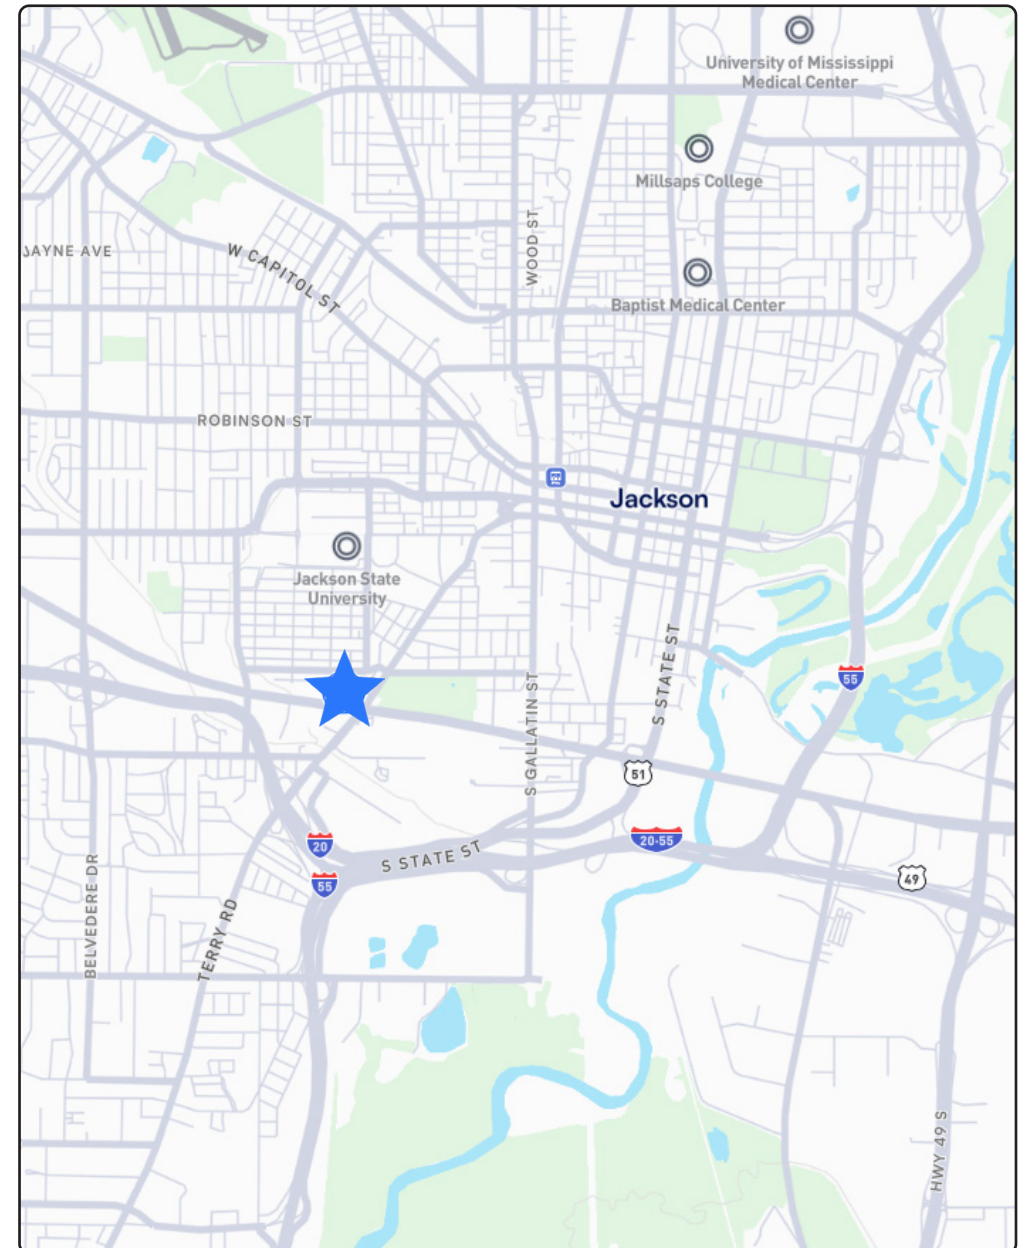 University of Mississippi
Medical Center
Millsaps College
WOOD ST
JAYNE AVE
W CAPITOL ST
Baptist Medical Center
ROBINSON ST
Jackson
Jackson State
University
S STATE ST
55
S GALLATIN ST
51
20
20-55
S STATE ST
55
49
BELVEDERE DR
TERRY RD
HWY 49 S